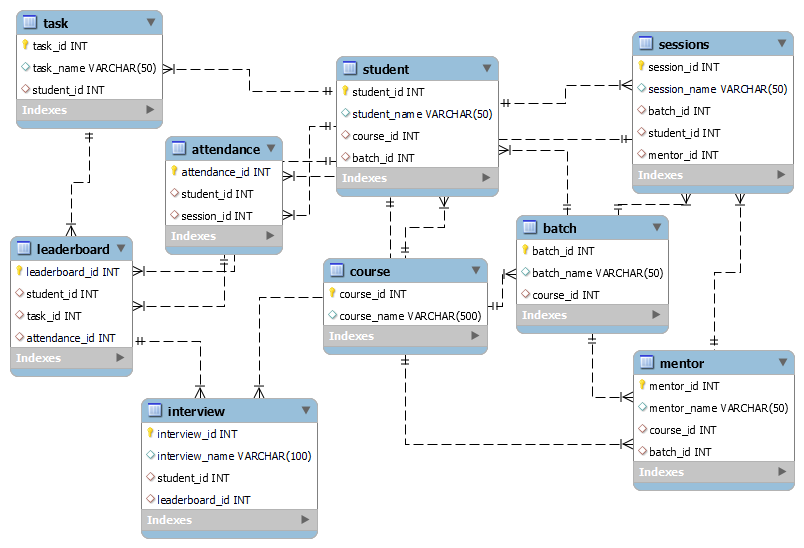 task
task_id INT
task_name VARCHAR(50)
student_id INT
Indexes
student
student_id INT
student_name VARCHAR(50)
course_id INT
batch_id INT
Indexes
sessions
session_id INT
session_name VARCHAR(50)
batch_id INT
student_id INT
mentor_id INT
Indexes
attendance
attendance_id INT
student_id INT
session_id INT
Indexes
leaderboard
leaderboard_id INT
student_id INT
task_id INT
attendance_id INT
Indexes
course
course_id INT
course_name VARCHAR(500)
Indexes
batch
batch_id INT
batch_name VARCHAR(50)
course_id INT
Indexes
interview
interview_id INT
interview_name VARCHAR(100)
student_id INT
leaderboard_id INT
Indexes
mentor
mentor_id INT
mentor_name VARCHAR(50)
course_id INT
batch_id INT
Indexes